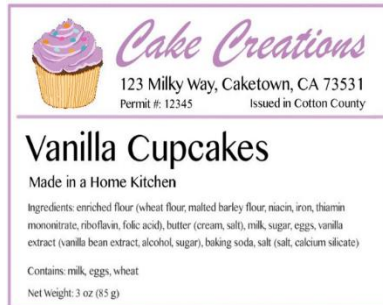 Cake Creations
123 Milky Way, Caketown, CA 73531
Permit #: 12345 Issued in Cotton County
Vanilla Cupcakes
Made in a Home Kitchen
Ingredients: enriched flour (wheat flour, malted barley flour, niacin, iron, thiamin
mononitrate, riboflavin, folic acid), butter (cream, salt), milk, sugar, eggs, vanilla
extract (vanilla bean extract, alcohol, sugar), baking soda, salt (salt, calcium silicate)
Contains: milk, eggs, wheat
Net Weight: 3 oz (85 g)